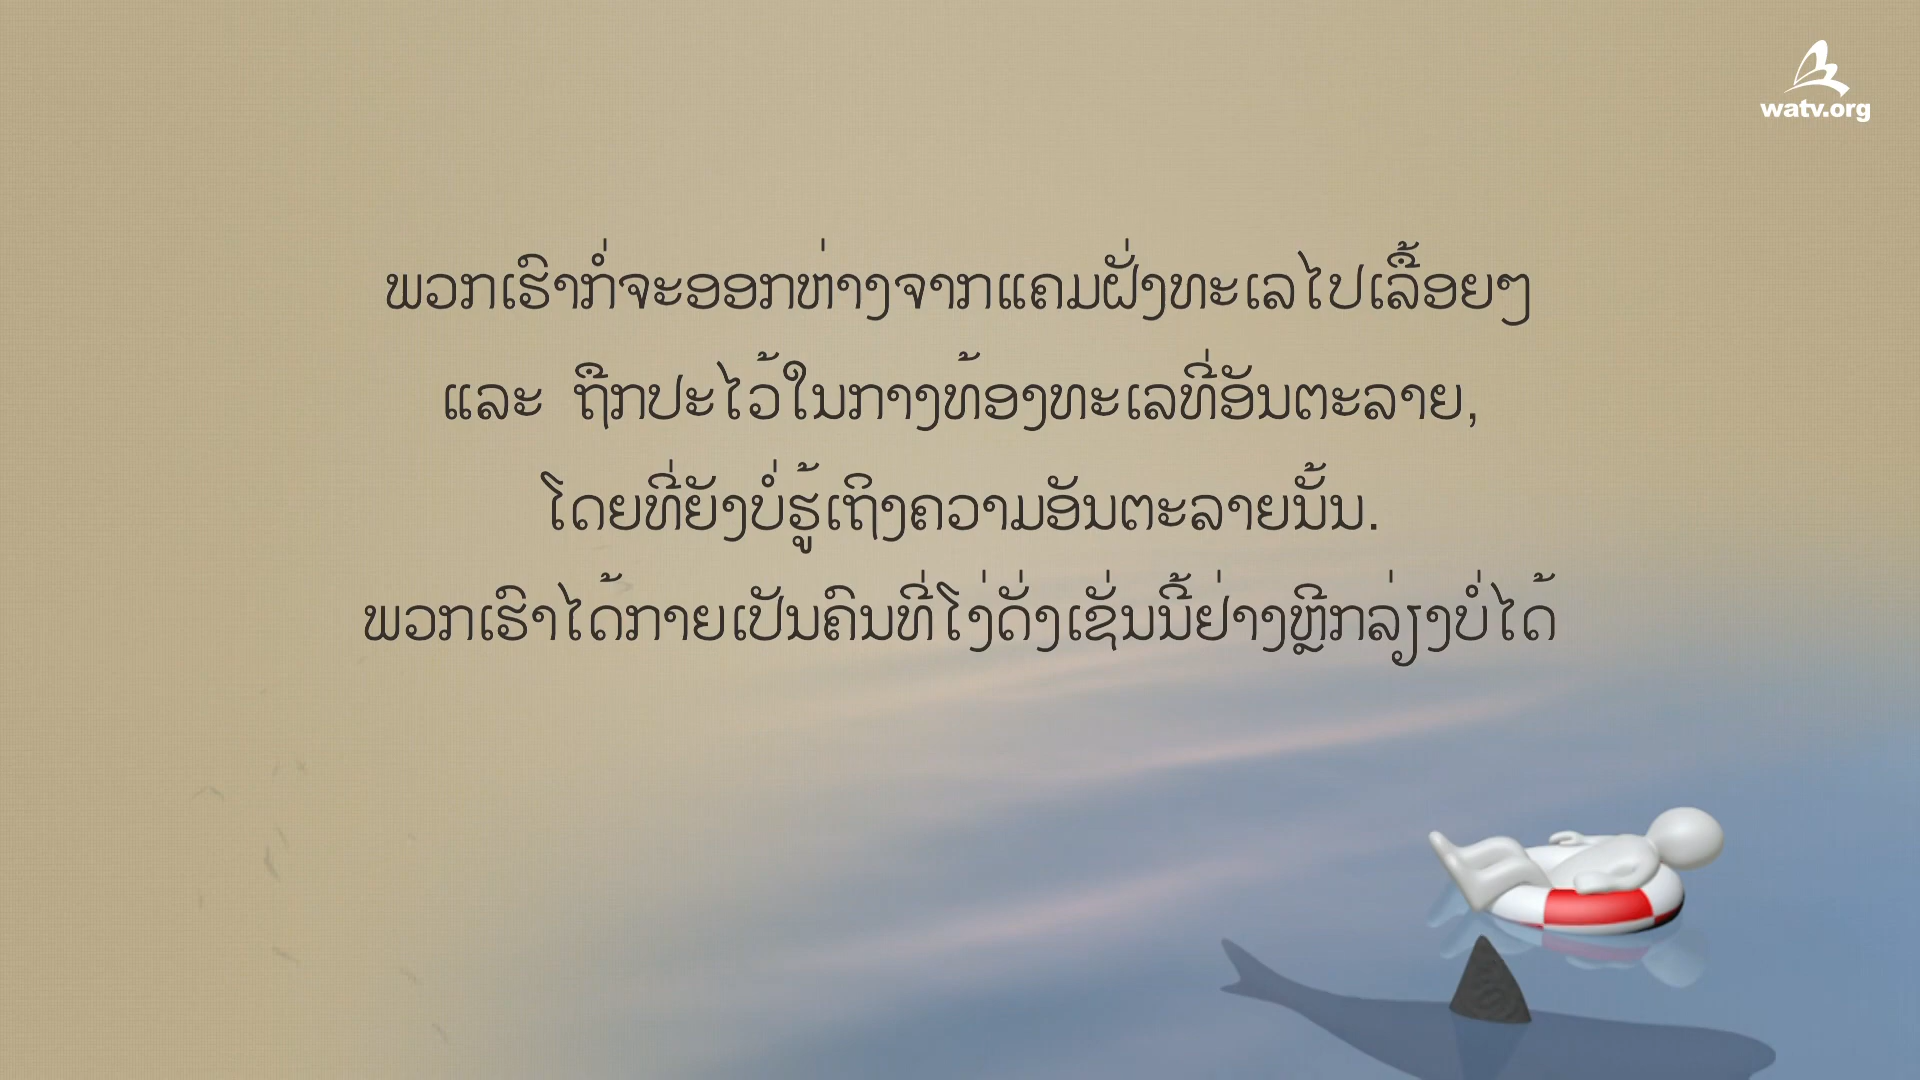 watv.org
ພວກເຮົາກໍ່ຈະອອກຫ່າງຈາກແຄມຝັ່ງທະເລໄປເລື້ອຍໆ
ແລະ ຖືກປະໄວ້ໃນກາງທ້ອງທະເລທີ່ອັນຕະລາຍ,
ໂດຍທີ່ຍັງບໍ່ຮູ້ເຖິງຄວາມອັນຕະລາຍນັ້ນ.
ພວກເຮົາໄດ້ກາຍເປັນຄົນທີ່ໂງ່ດັ່ງເຊັ່ນນີ້ຢ່າງຫຼີກລ່ຽງບໍ່ໄດ້